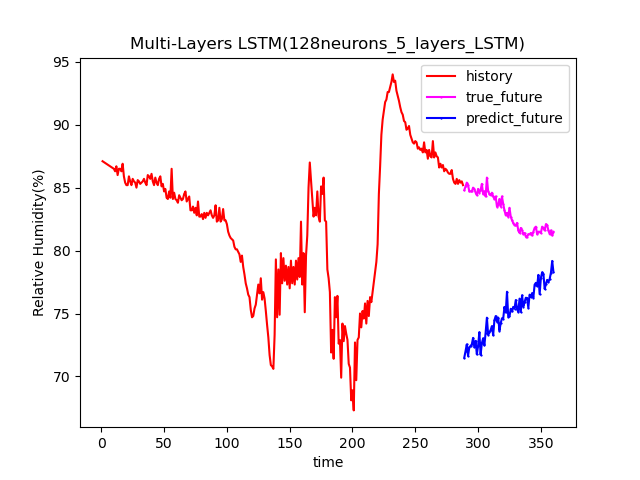 Multi-Layers LSTM(128neurons_5_layers_LSTM)
history
true_future
predict_future
Relative Humidity(%)
95
90
85
80
75
70
0
50
100
150
200
250
300
350
time